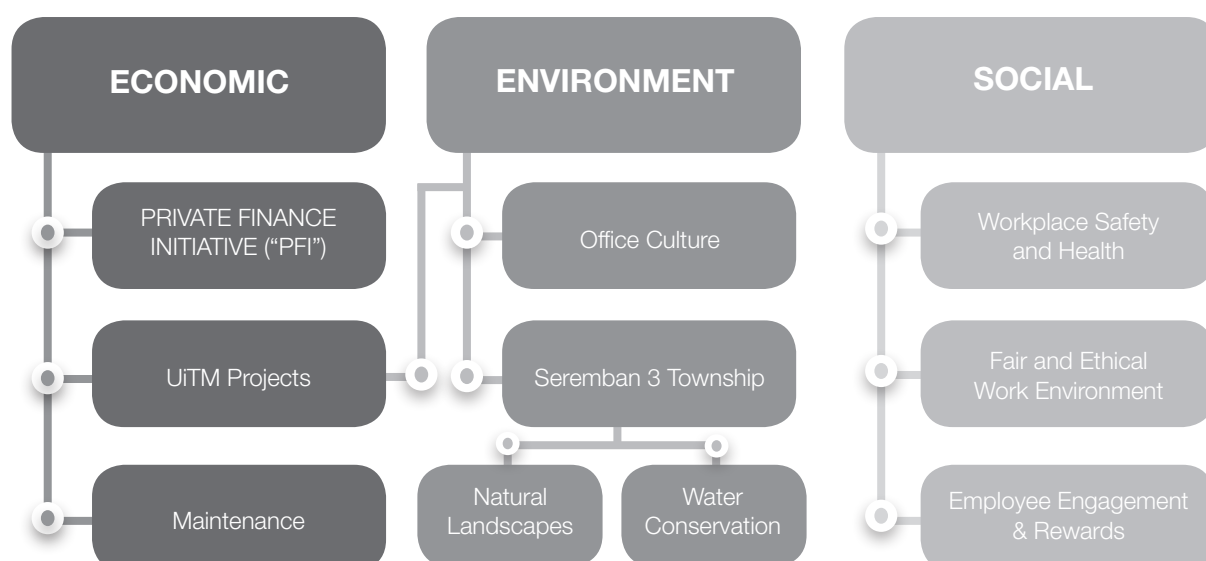 ECONOMIC
PRIVATE FINANCE
INITIATIVE (“PFI”)
UiTM Projects
Maintenance
ENVIRONMENT
Office Culture
Seremban 3 Township
Natural
Landscapes
Water
Conservation
SOCIAL
Workplace Safety
and Health
Fair and Ethical
Work Environment
Employee Engagement
& Rewards